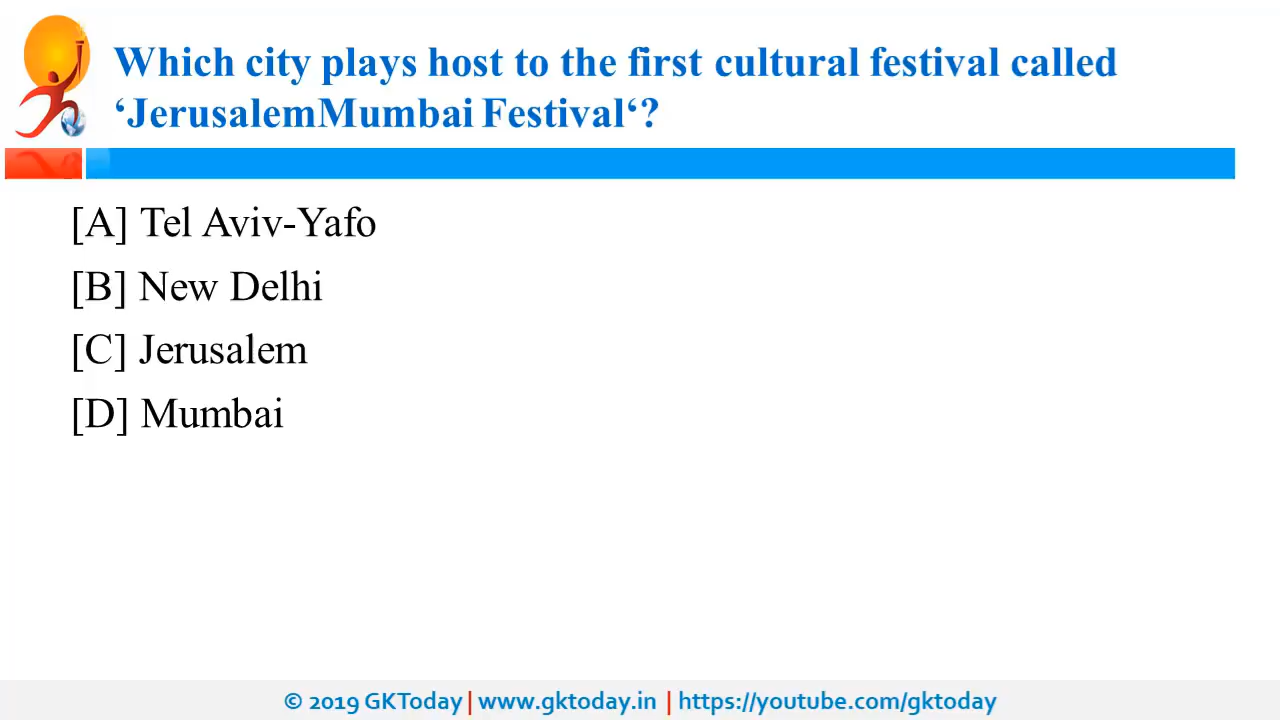 Which city plays host to the first cultural festival called
‘JerusalemMumbai Festival‘?
[A] Tel Aviv-Yafo
[B] New Delhi
[C] Jerusalem
[D] Mumbai
© 2019 GKToday | www.gktoday.in | https://youtube.com/gktoday